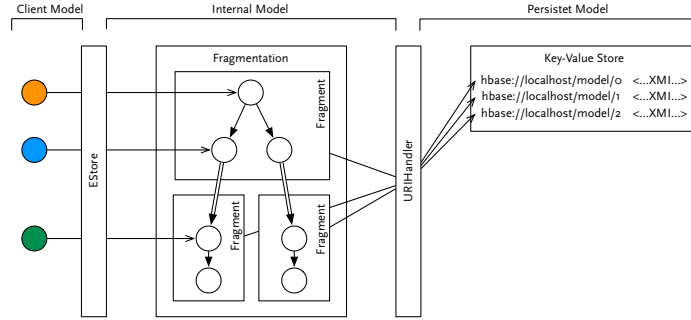 Client Model
Internal Model
Persistet Model
EStore
Fragmentation
Fragment
Fragment
Fragment
URIHandler
Key-Value Store
hbase://localhost/model/0 <...XMI...>
hbase://localhost/model/1 <...XMI...>
hbase://localhost/model/2 <...XMI...>